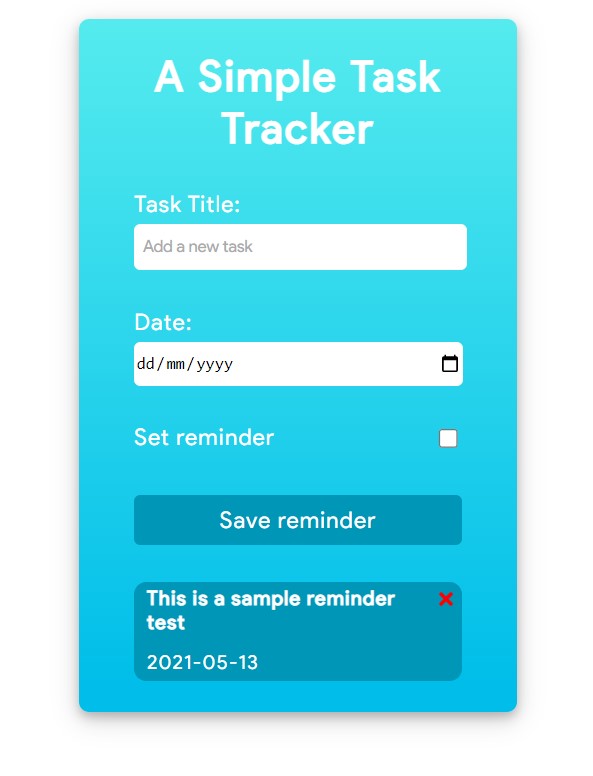 A Simple Task
Tracker
Task Title:
Add a new task
Date:
dd/mm/yyyy
Set reminder
Save reminder
This is a sample reminder
test
2021-05-13